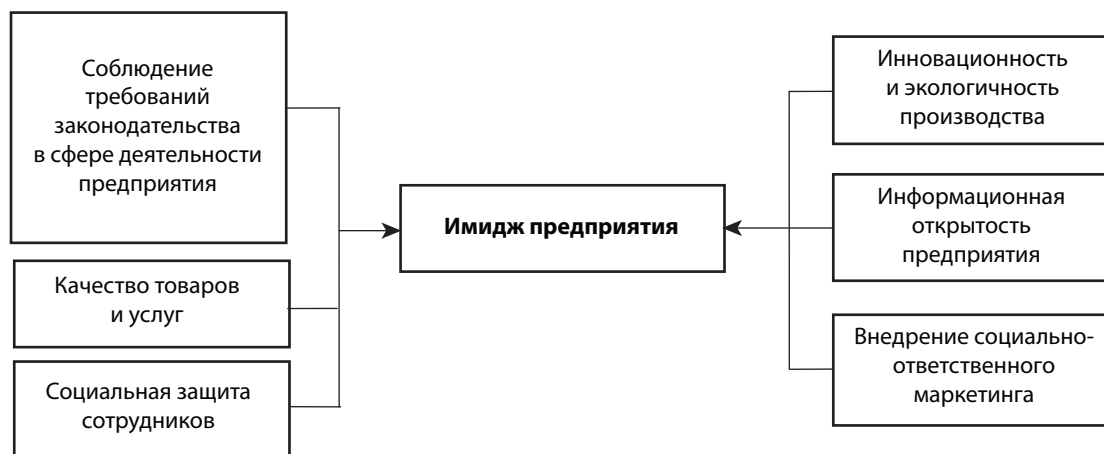 Соблюдение
требований
законодательства
в сфере деятельности
предприятия
Качество товаров
и услуг
Социальная защита
сотрудников
Имидж предприятия
Инновационность
и экологичность
производства
Информационная
открытость
предприятия
Внедрение социально-
ответственного
маркетинга